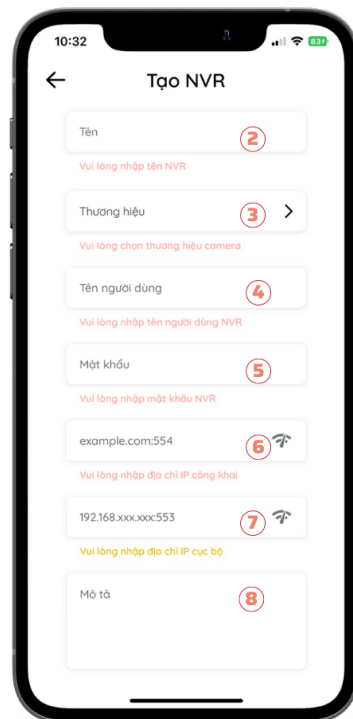 10:32
83+
Tạo NVR
Tên
2
Vui lòng nhập tên NVR
Thương hiệu
3
Vui lòng chọn thương hiệu camera
Tên người dùng
4
Vui lòng nhập tên người dùng NVR
Mật khẩu
5
Vui lòng nhập mật khẩu NVR
example.com:554
6
Vui lòng nhập địa chỉ IP công khai
192.168.xxx.xxx:553
7
Vui lòng nhập địa chỉ IP cục bộ
Mô tả
8